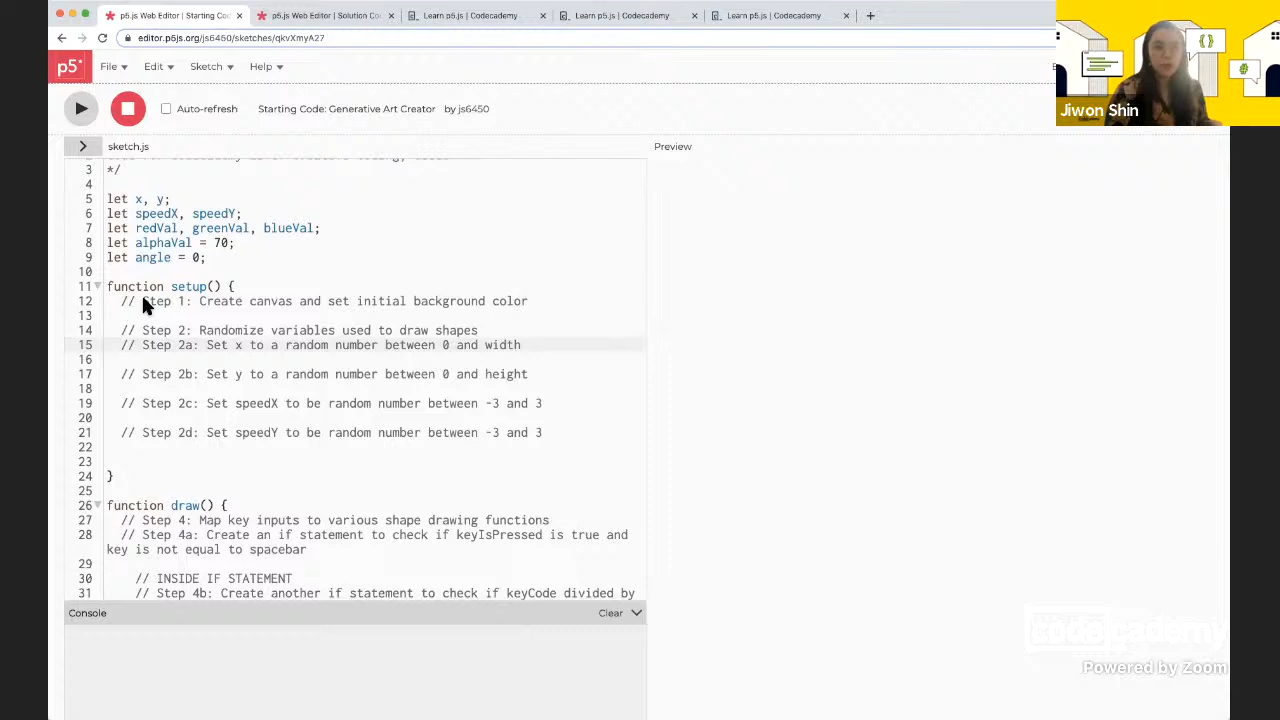 p5.js Web Editor | Starting Co
p5.js Web Editor | Solution Co
Learn p5.js | Codecademy
Learn p5.js | Codecademy
Learn p5.js | Codecademy
editor.p5js.org/js6450/sketches/qkvXmyA27
p5*
File
Edit
Sketch
Help
Auto-refresh
Starting Code: Generative Art Creator
by js6450
{ }
#
Jiwon Shin
sketch.js
Preview
3 */
4
5 let x, y;
6 let speedX, speedY;
7 let redVal, greenVal, blueVal;
8 let alphaVal = 70;
9 let angle = 0;
10
11 function setup() {
12 // Step 1: Create canvas and set initial background color
13
14 // Step 2: Randomize variables used to draw shapes
15 // Step 2a: Set x to a random number between 0 and width
16
17 // Step 2b: Set y to a random number between 0 and height
18
19 // Step 2c: Set speedX to be random number between -3 and 3
20
21 // Step 2d: Set speedY to be random number between -3 and 3
22
23
24 }
25
26 function draw() {
27 // Step 4: Map key inputs to various shape drawing functions
28 // Step 4a: Create an if statement to check if keyIsPressed is true and
key is not equal to spacebar
29
30 // INSIDE IF STATEMENT
31 // Step 4b: Create another if statement to check if keyCode divided by
Console
Clear
codecademy
Powered by Zoom